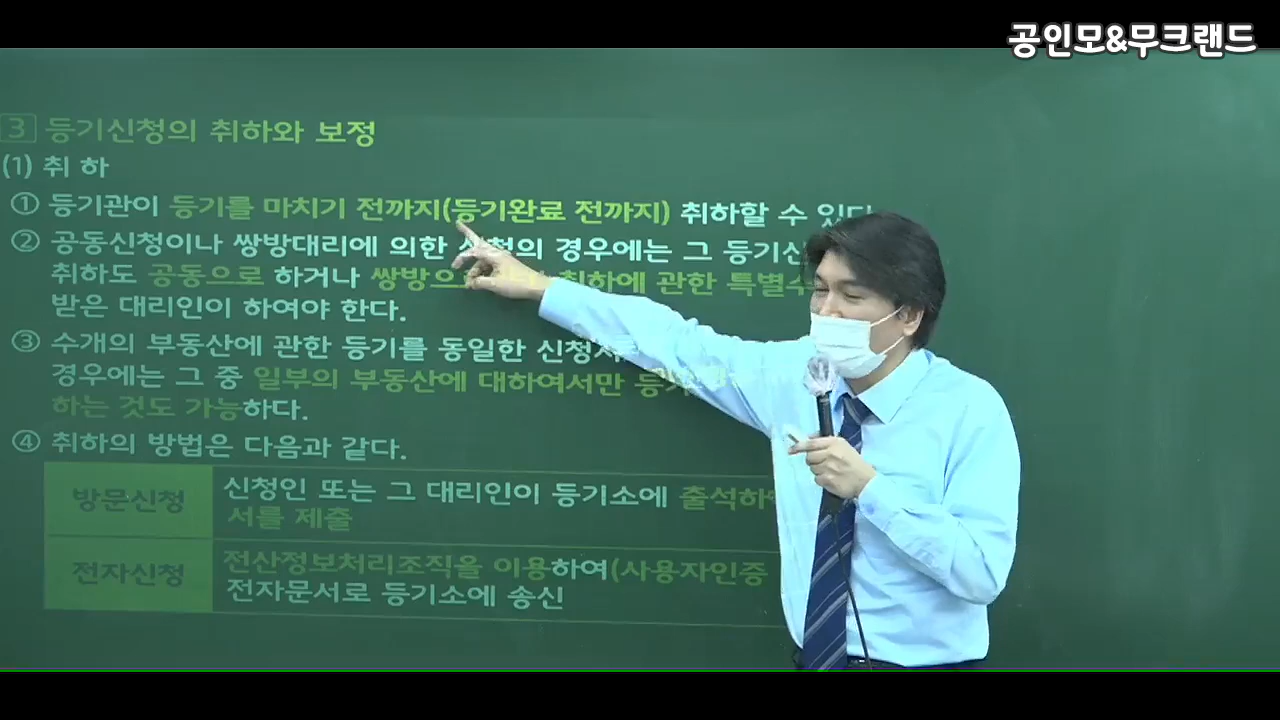 공인모&무크랜드
3 등기신청의 취하와 보정
(1) 취 하
① 등기관이 등기를 마치기 전까지(등기완료 전까지) 취하할 수 있다
② 공동신청이나 쌍방대리에 의한 신청의 경우에는 그 등기신
취하도 공동으로 하거나 쌍방으 취하에 관한 특별수
받은 대리인이 하여야 한다.
③ 수개의 부동산에 관한 등기를 동일한 신청서
경우에는 그 중 일부의 부동산에 대하여서만 등기
하는 것도 가능하다.
④ 취하의 방법은 다음과 같다.
방문신청
신청인 또는 그 대리인이 등기소에 출석하여
서를 제출
전자신청
전산정보처리조직을 이용하여(사용자인증
전자문서로 등기소에 송신